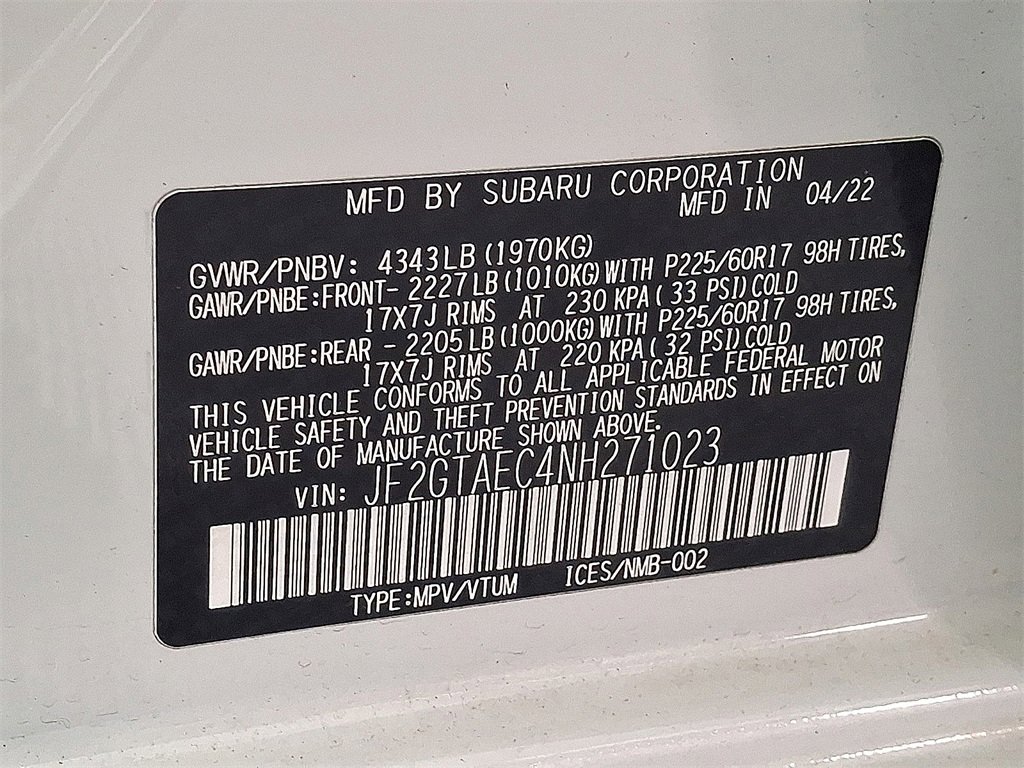 MFD BY SUBARU CORPORATION
MFD IN 04/22
GVWR/PNBV: 4343LB (1970KG)
GAWR/PNBE:FRONT- 2227LB (1010KG) WITH P225/60R17 98H TIRES,
17X7J RIMS AT 230 KPA( 33 PSI) COLD
GAWR/PNBE:REAR - 2205LB (1000KG) WITH P225/60R17 98H TIRES,
17X7J RIMS AT 220 KPA( 32 PSI) COLD
THIS VEHICLE CONFORMS TO ALL APPLICABLE FEDERAL MOTOR
VEHICLE SAFETY AND THEFT PREVENTION STANDARDS IN EFFECT ON
THE DATE OF MANUFACTURE SHOWN ABOVE.
VIN: JF2GTAEC4NH271023
TYPE:MPV/VTUM ICES/NMB-002